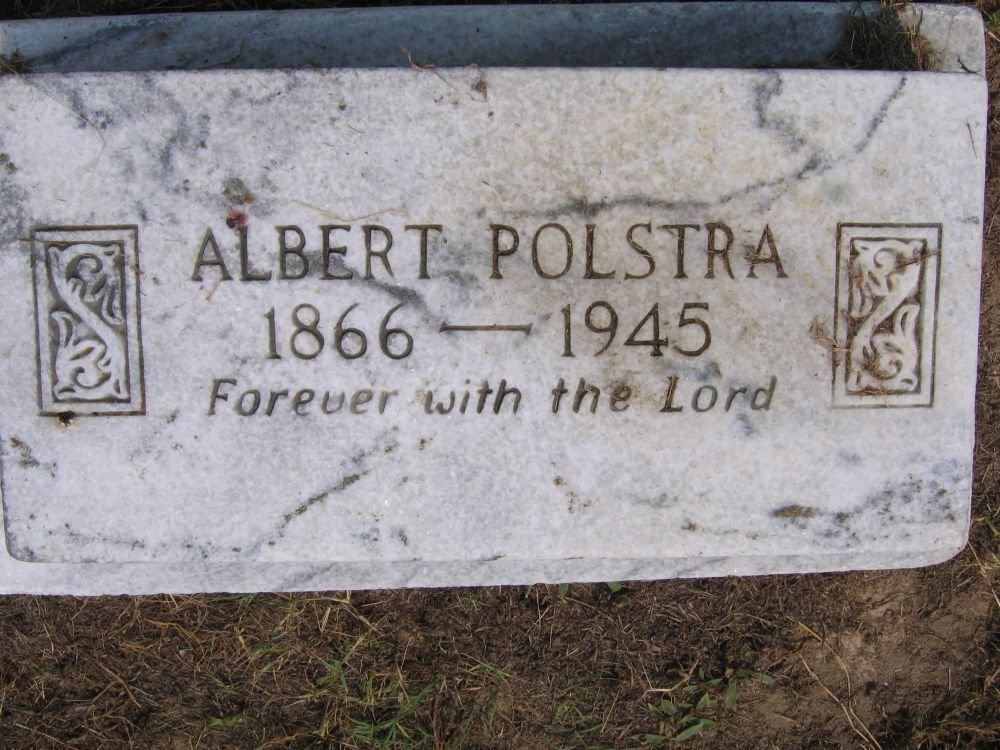 ALBERT POLSTRA
1866 — 1945
Forever with the Lord